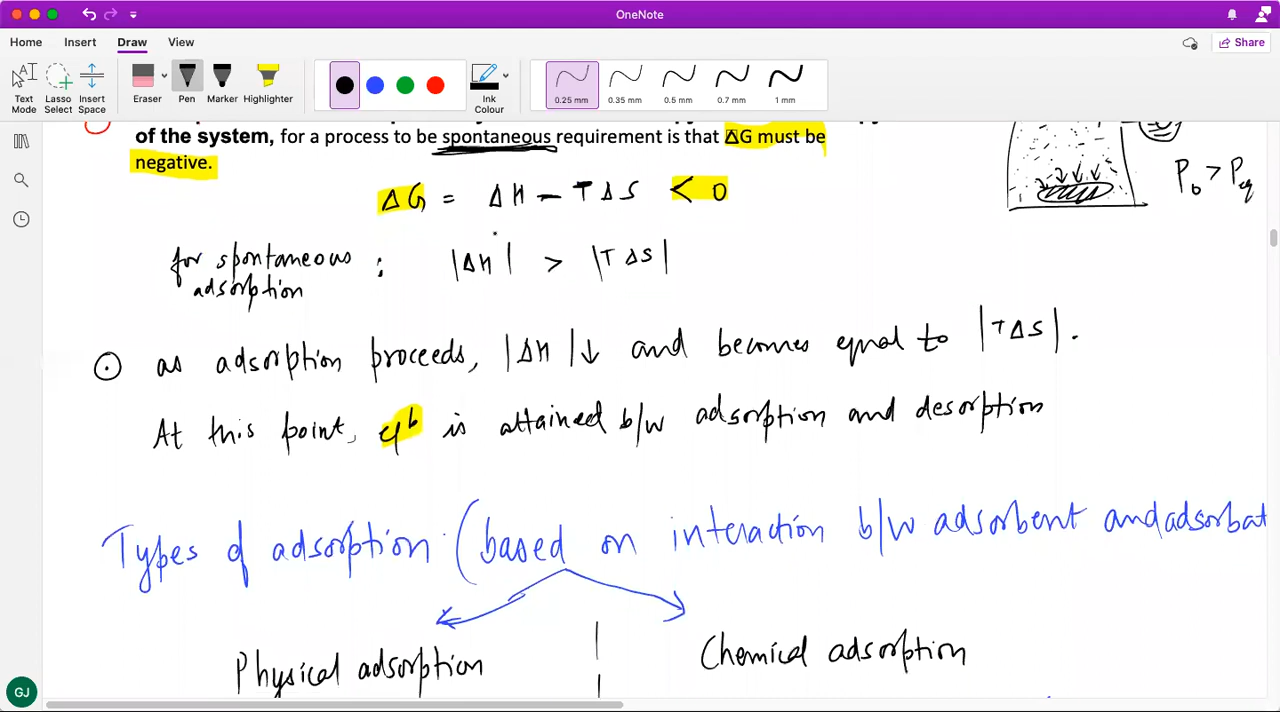 OneNote
Home Insert Draw View
Share
Text Mode
Lasso Select
Insert Space
Eraser
Pen
Marker
Highlighter
Ink Colour
0.25 mm
0.35 mm
0.5 mm
0.7 mm
1 mm
of the system, for a process to be spontaneous requirement is that ΔG must be
negative.
P₀ > Peq
ΔG = ΔH - TΔS < 0
for spontaneous
adsorption : |ΔH| > |TΔS|
⊙ as adsorption proceeds, |ΔH|↓ and becomes equal to |TΔS|.
At this point, eqᵇ is attained b/w adsorption and desorption
Types of adsorption (based on interaction b/w adsorbent and adsorbat
Physical adsorption
Chemical adsorption
GJ